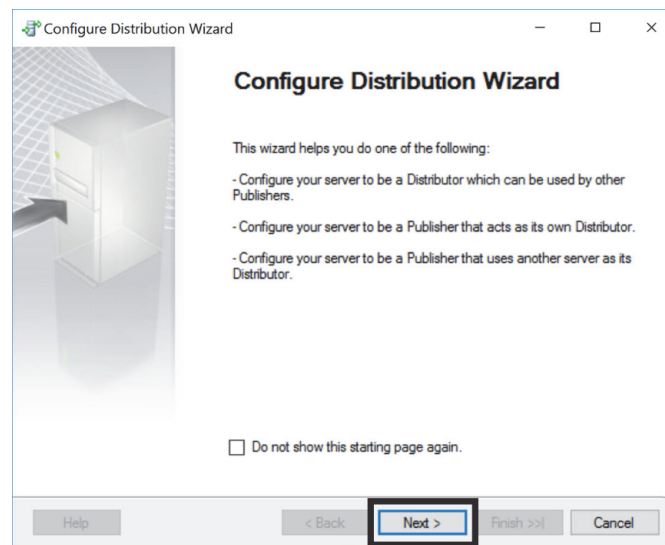 Configure Distribution Wizard
Configure Distribution Wizard
This wizard helps you do one of the following:
- Configure your server to be a Distributor which can be used by other
Publishers.
- Configure your server to be a Publisher that acts as its own Distributor.
- Configure your server to be a Publisher that uses another server as its
Distributor.
Do not show this starting page again.
Help < Back Next > Finish >>| Cancel